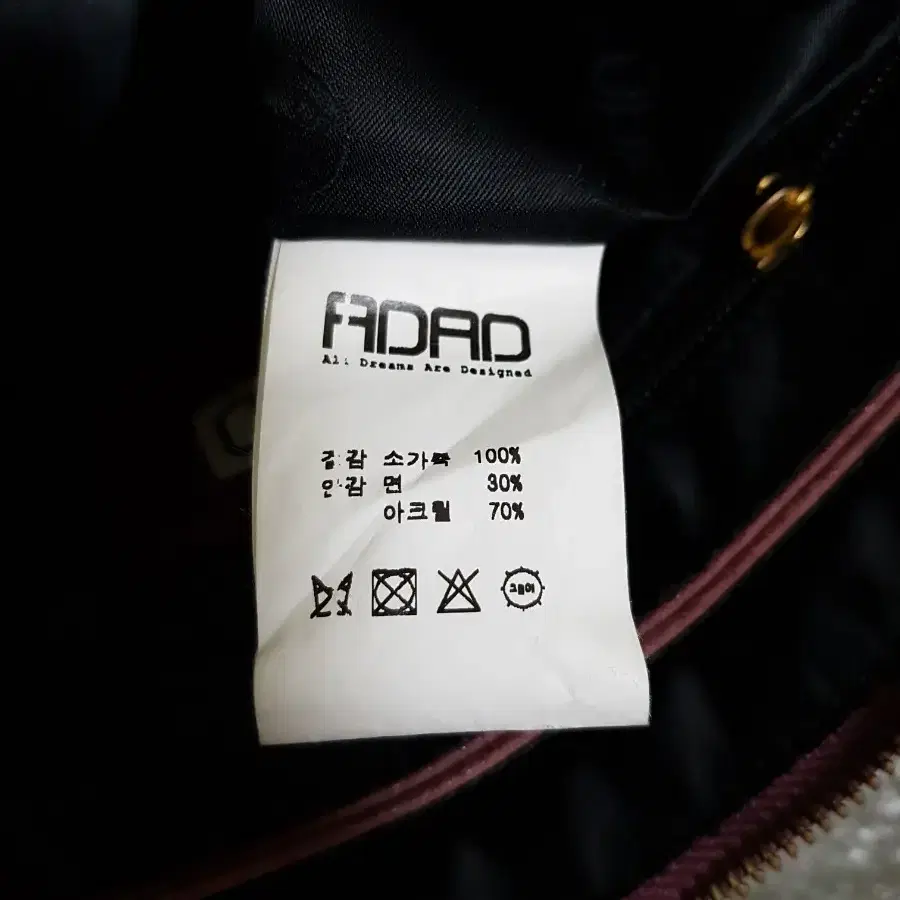 ADAD
All Dreams Are Designed
겉감 소가죽 100%
안감 면 30%
아크릴 70%
그늘에